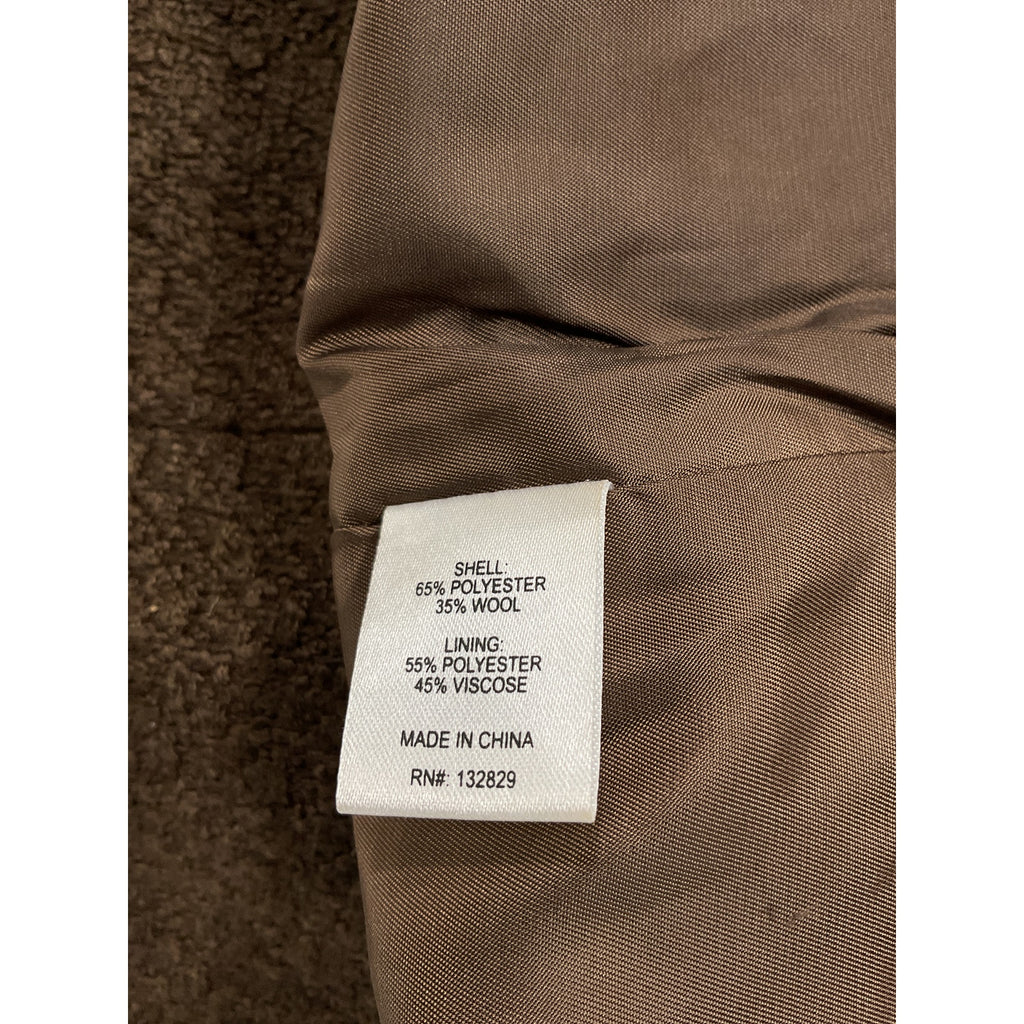 SHELL:
65% POLYESTER
35% WOOL
LINING:
55% POLYESTER
45% VISCOSE
MADE IN CHINA
RN#: 132829